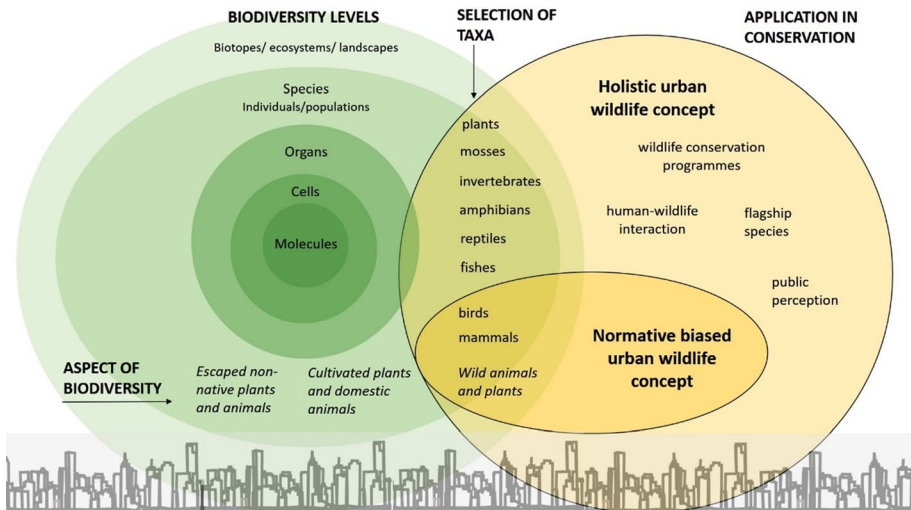 BIODIVERSITY LEVELS
Biotopes/ ecosystems/ landscapes
Species
Individuals/populations
Organs
Cells
Molecules
SELECTION OF
TAXA
plants
mosses
invertebrates
amphibians
reptiles
fishes
birds
mammals
APPLICATION IN
CONSERVATION
Holistic urban
wildlife concept
wildlife conservation
programmes
human-wildlife
interaction
flagship
species
public
perception
Normative biased
urban wildlife
concept
ASPECT OF
BIODIVERSITY
Escaped non-
native plants
and animals
Cultivated plants
and domestic
animals
Wild animals
and plants